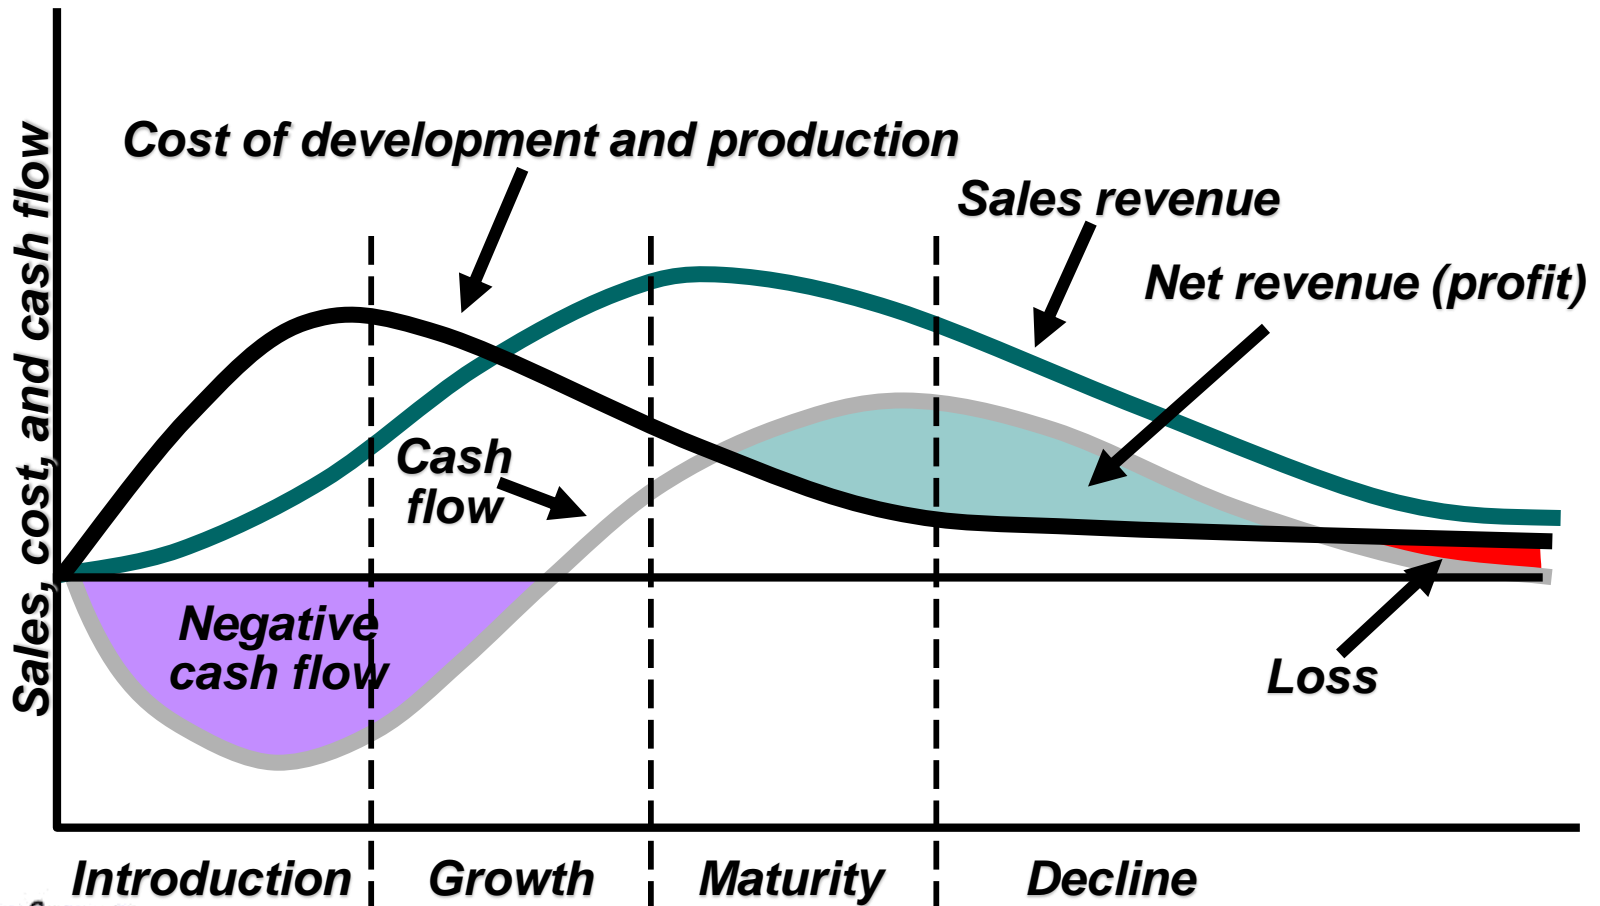 Cost of development and production
Sales revenue
Net revenue (profit)
Sales, cost, and cash flow
Cash
flow
Negative
cash flow
Loss
Introduction
Growth
Maturity
Decline